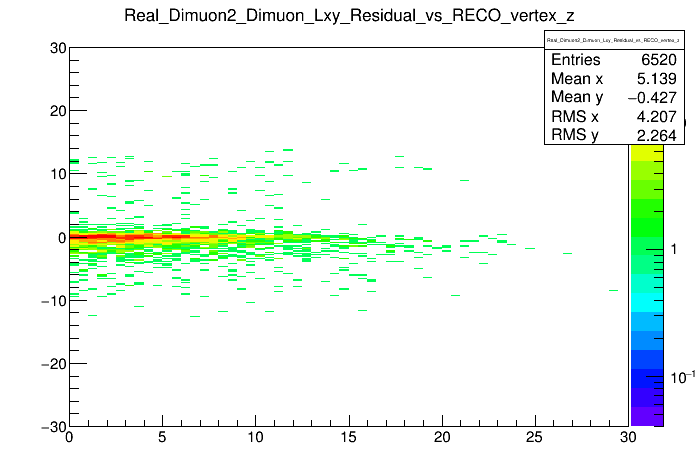 Real_Dimuon2_Dimuon_Lxy_Residual_vs_RECO_vertex_z
Real_Dimuon2_Dimuon_Lxy_Residual_vs_RECO_vertex_z
Entries 6520
Mean x 5.139
Mean y −0.427
RMS x 4.207
RMS y 2.264
30
20
10
0
−10
−20
−30
0 5 10 15 20 25 30
1
10⁻¹